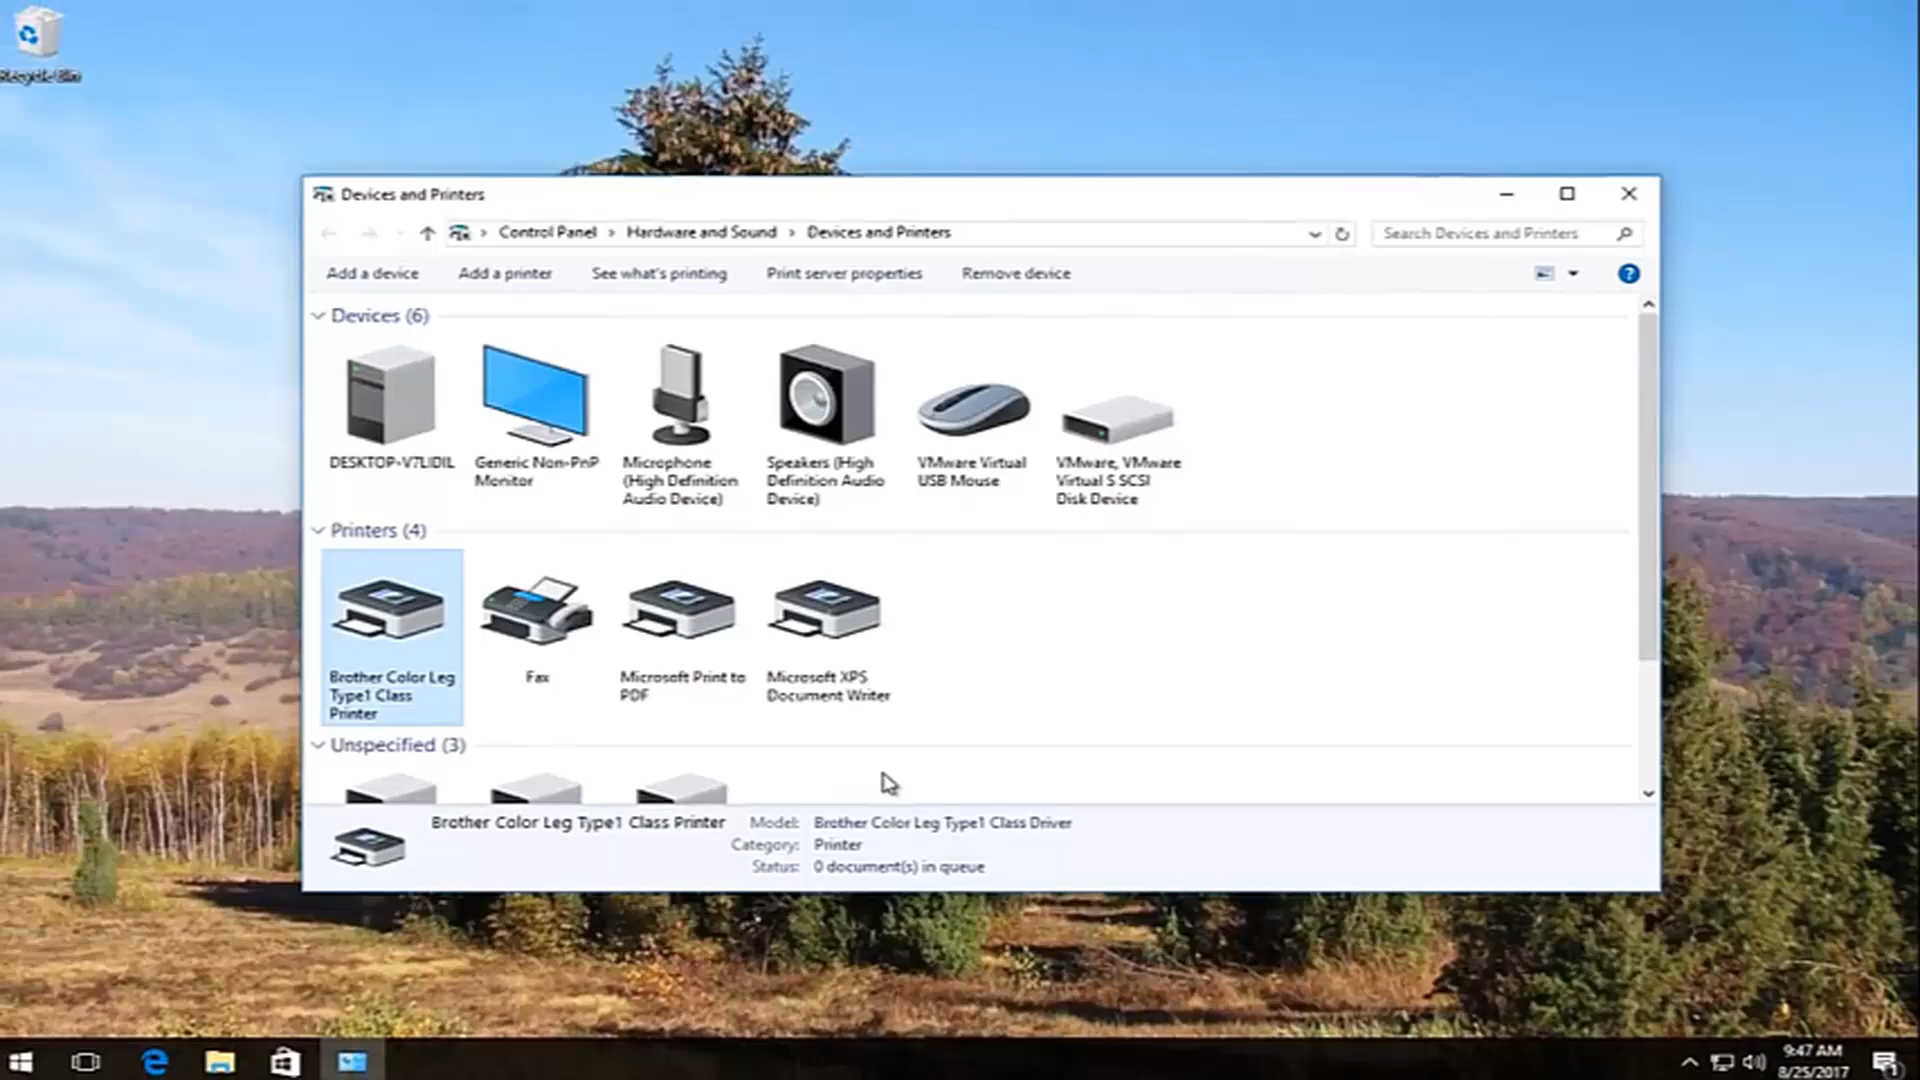 Recycle Bin
Devices and Printers
Control Panel > Hardware and Sound > Devices and Printers
Search Devices and Printers
Add a device
Add a printer
See what's printing
Print server properties
Remove device
Devices (6)
DESKTOP-V7LIDIL
Generic Non-PnP
Monitor
Microphone
(High Definition
Audio Device)
Speakers (High
Definition Audio
Device)
VMware Virtual
USB Mouse
VMware, VMware
Virtual S SCSI
Disk Device
Printers (4)
Brother Color Leg
Type1 Class
Printer
Fax
Microsoft Print to
PDF
Microsoft XPS
Document Writer
Unspecified (3)
Brother Color Leg Type1 Class Printer
Model: Brother Color Leg Type1 Class Driver
Category: Printer
Status: 0 document(s) in queue
9:47 AM
8/25/2017